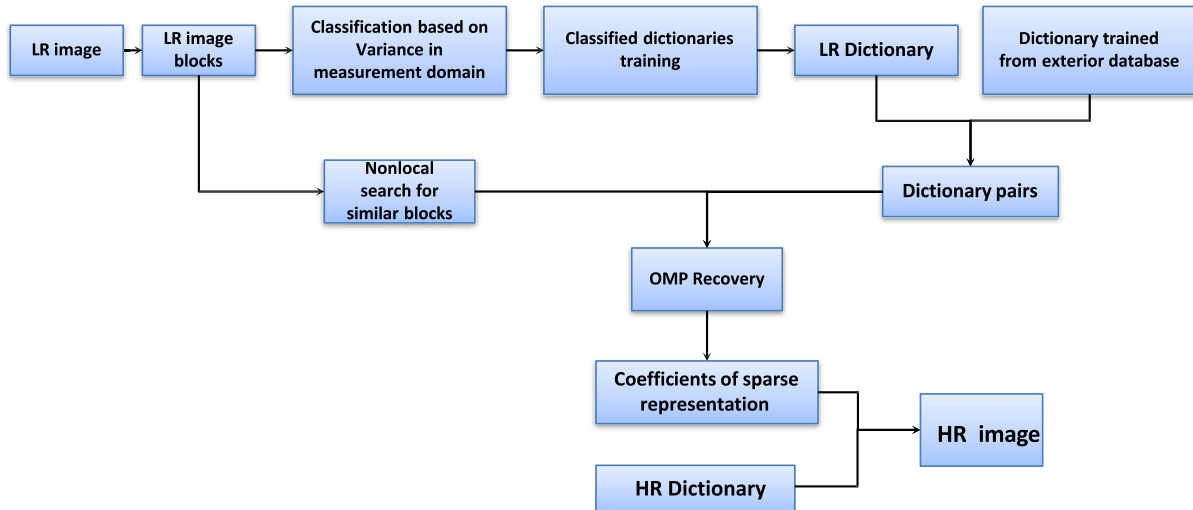 LR image
LR image
blocks
Classification based on
Variance in
measurement domain
Classified dictionaries
training
LR Dictionary
Dictionary trained
from exterior database
Nonlocal
search for
similar blocks
Dictionary pairs
OMP Recovery
Coefficients of sparse
representation
HR image
HR Dictionary